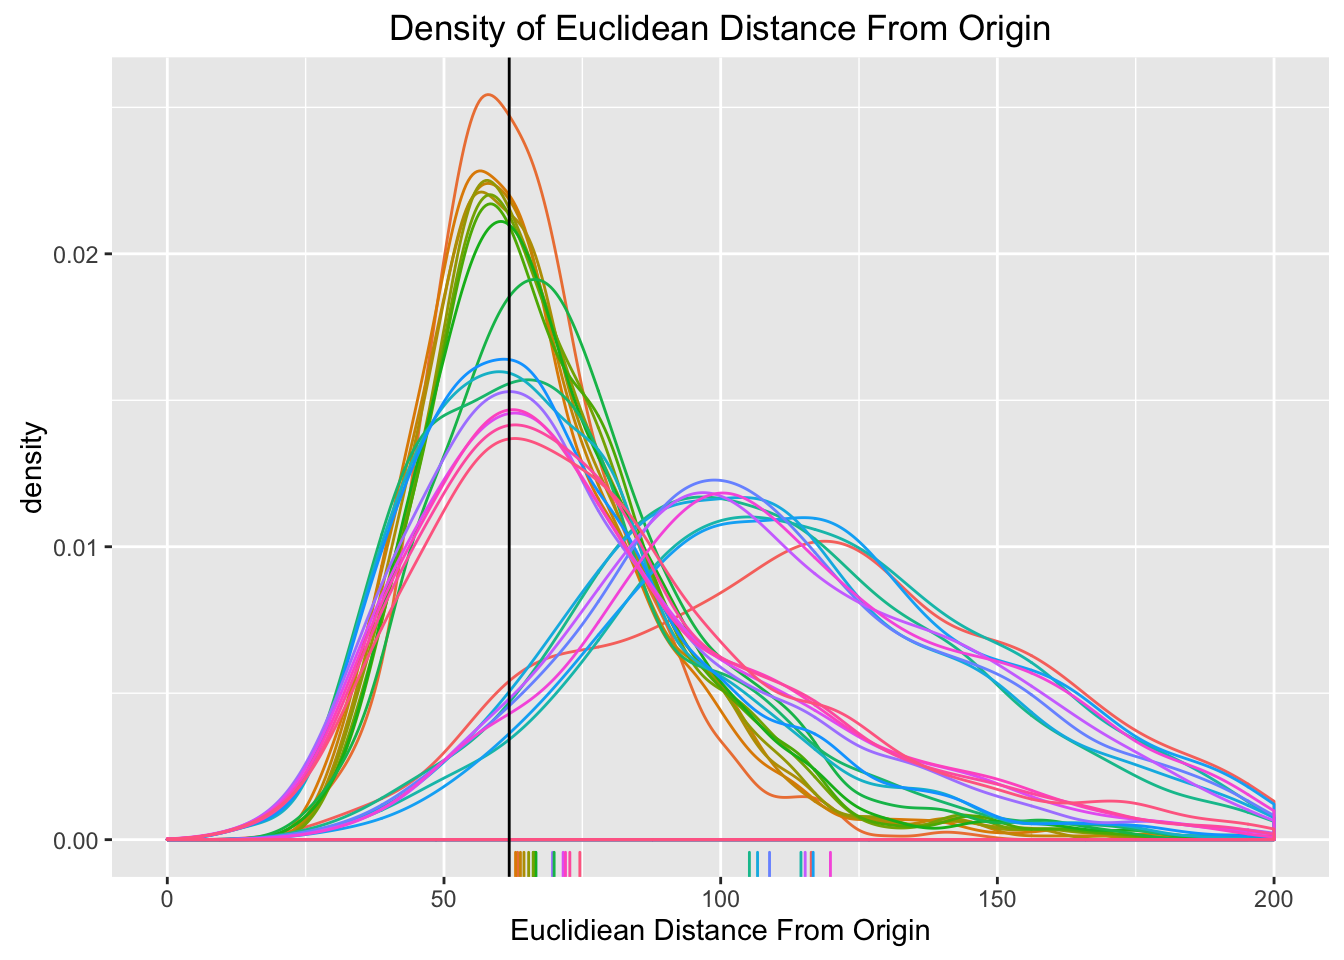 Density of Euclidean Distance From Origin
density
0.02
0.01
0.00
0 50 100 150 200
Euclidiean Distance From Origin